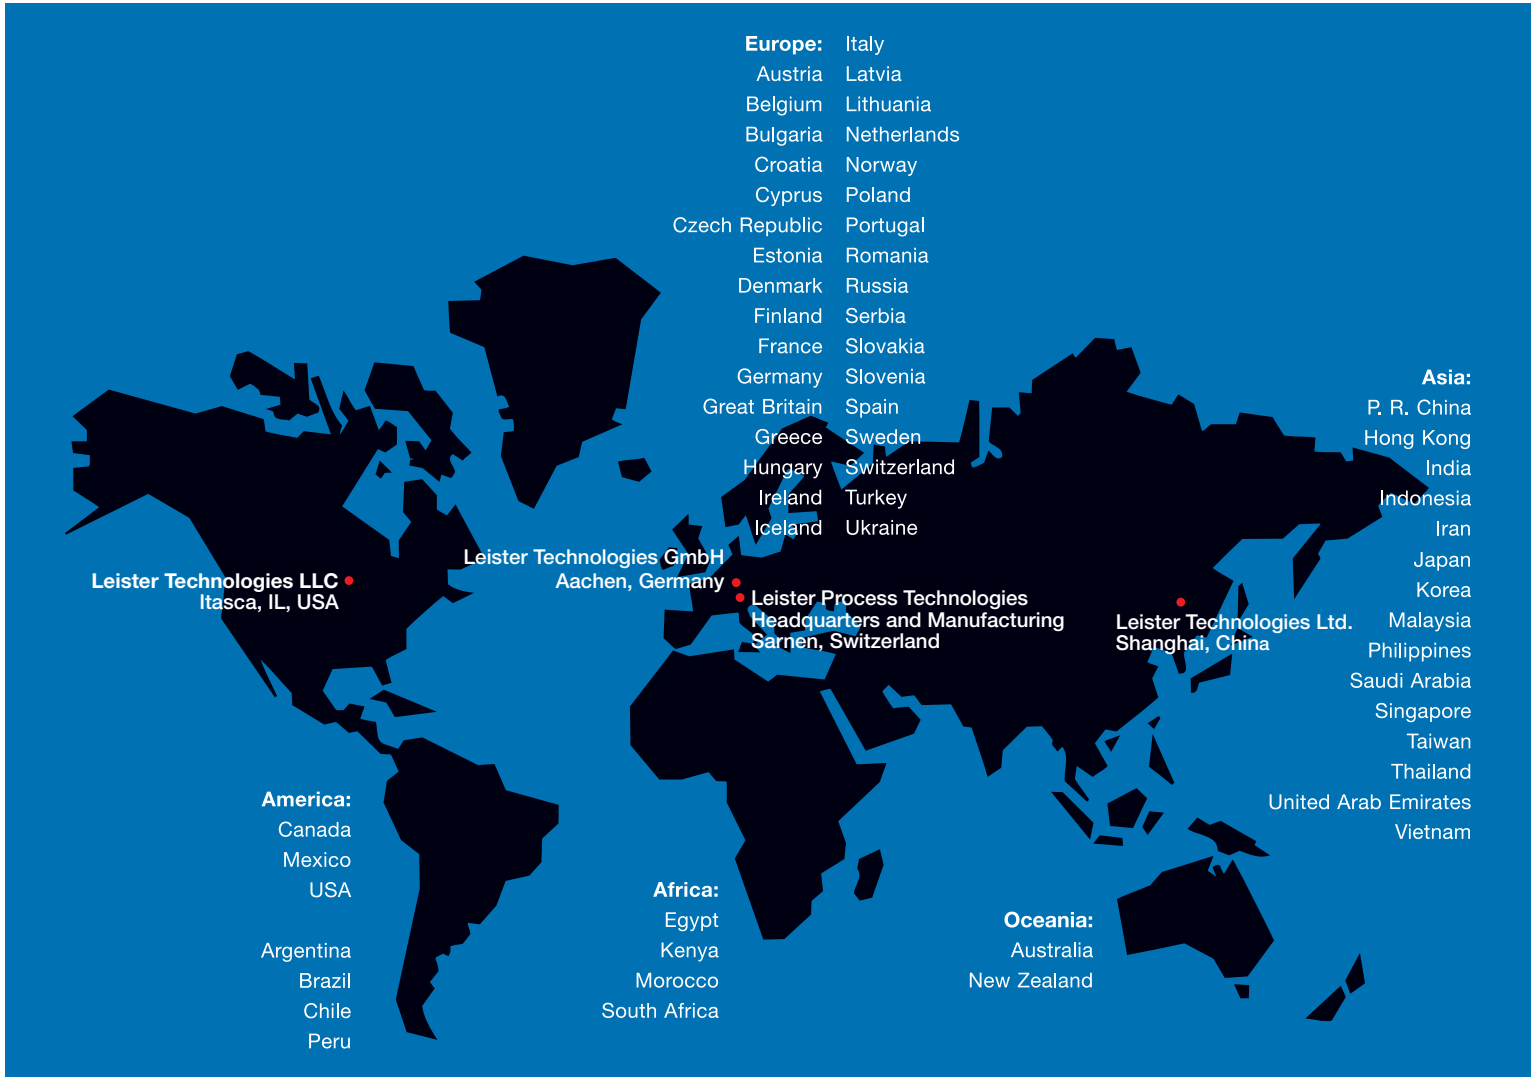 Europe:
Austria
Belgium
Bulgaria
Croatia
Cyprus
Czech Republic
Estonia
Denmark
Finland
France
Germany
Great Britain
Greece
Hungary
Ireland
Iceland
Italy
Latvia
Lithuania
Netherlands
Norway
Poland
Portugal
Romania
Russia
Serbia
Slovakia
Slovenia
Spain
Sweden
Switzerland
Turkey
Ukraine
Asia:
P. R. China
Hong Kong
India
Indonesia
Iran
Japan
Korea
Malaysia
Philippines
Saudi Arabia
Singapore
Taiwan
Thailand
United Arab Emirates
Vietnam
Leister Technologies LLC
Itasca, IL, USA
Leister Technologies GmbH
Aachen, Germany
Leister Process Technologies
Headquarters and Manufacturing
Sarnen, Switzerland
Leister Technologies Ltd.
Shanghai, China
America:
Canada
Mexico
USA
Argentina
Brazil
Chile
Peru
Africa:
Egypt
Kenya
Morocco
South Africa
Oceania:
Australia
New Zealand